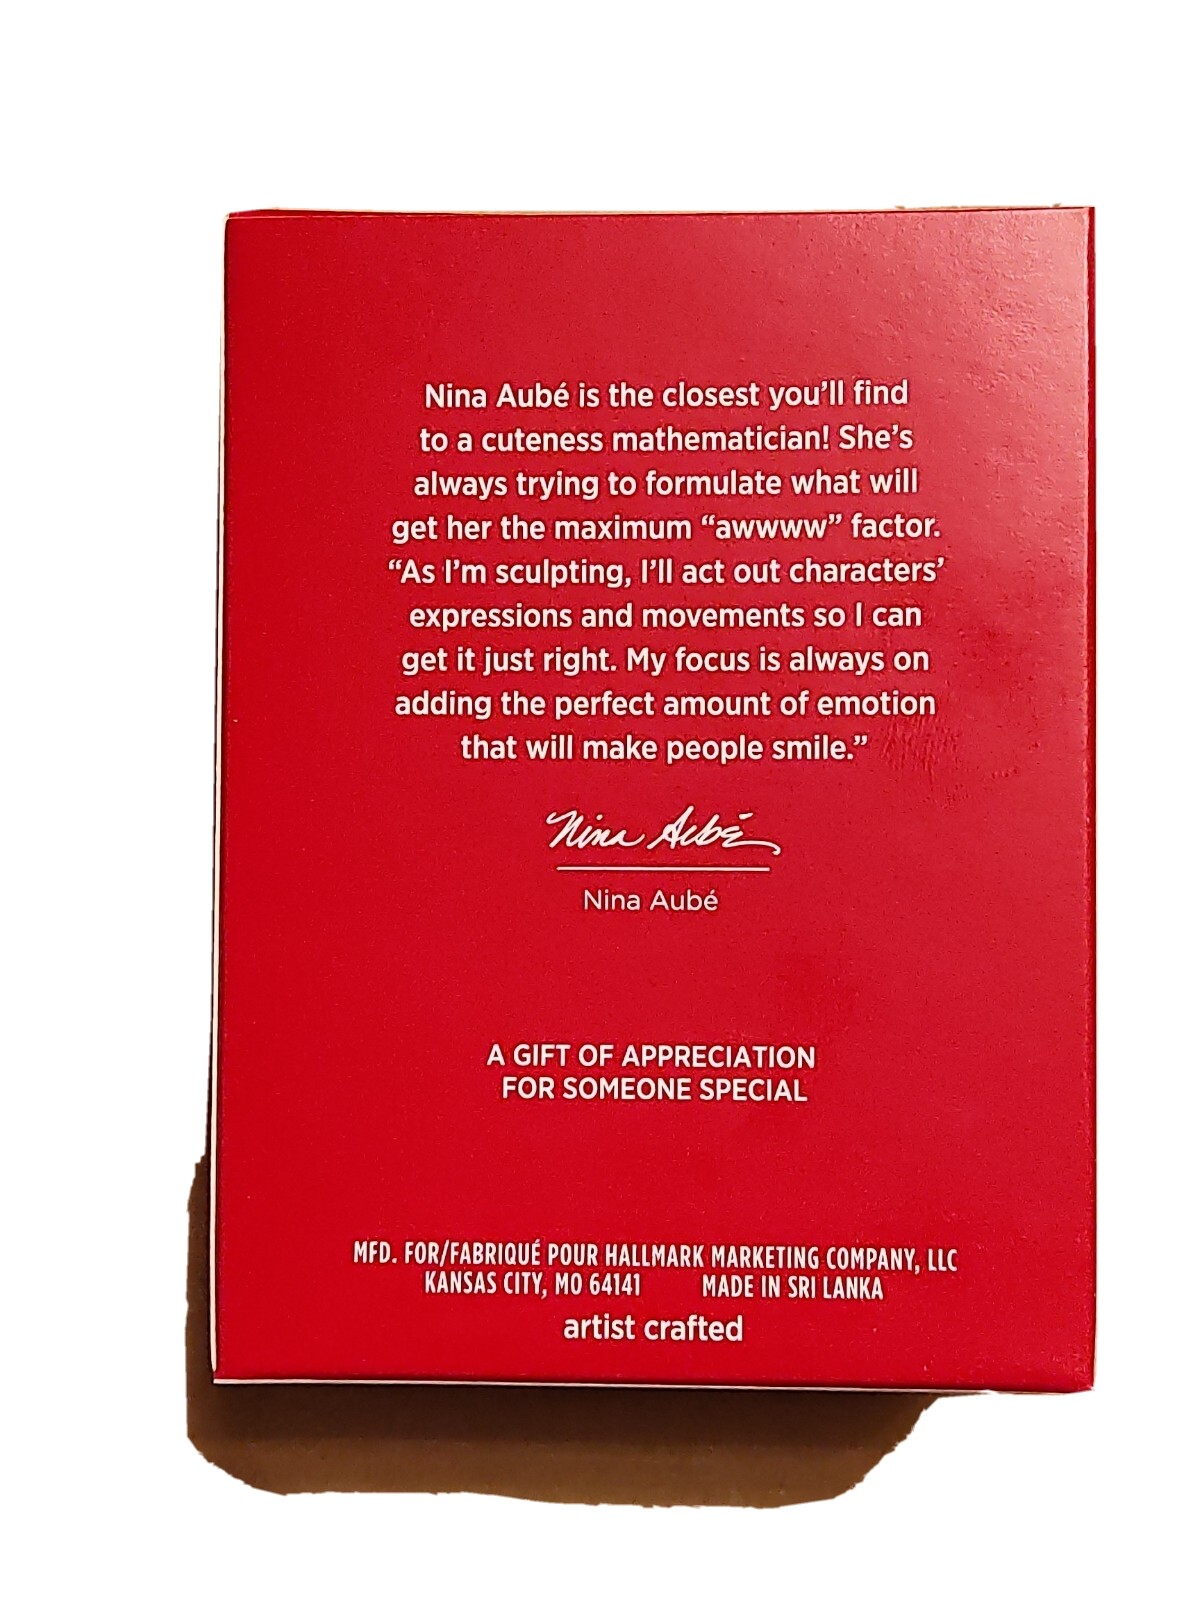 Nina Aubé is the closest you'll find
to a cuteness mathematician! She's
always trying to formulate what will
get her the maximum “awwww” factor.
“As I'm sculpting, I'll act out characters'
expressions and movements so I can
get it just right. My focus is always on
adding the perfect amount of emotion
that will make people smile.”
Nina Aubé
Nina Aubé
A GIFT OF APPRECIATION
FOR SOMEONE SPECIAL
MFD. FOR/FABRIQUÉ POUR HALLMARK MARKETING COMPANY, LLC
KANSAS CITY, MO 64141 MADE IN SRI LANKA
artist crafted